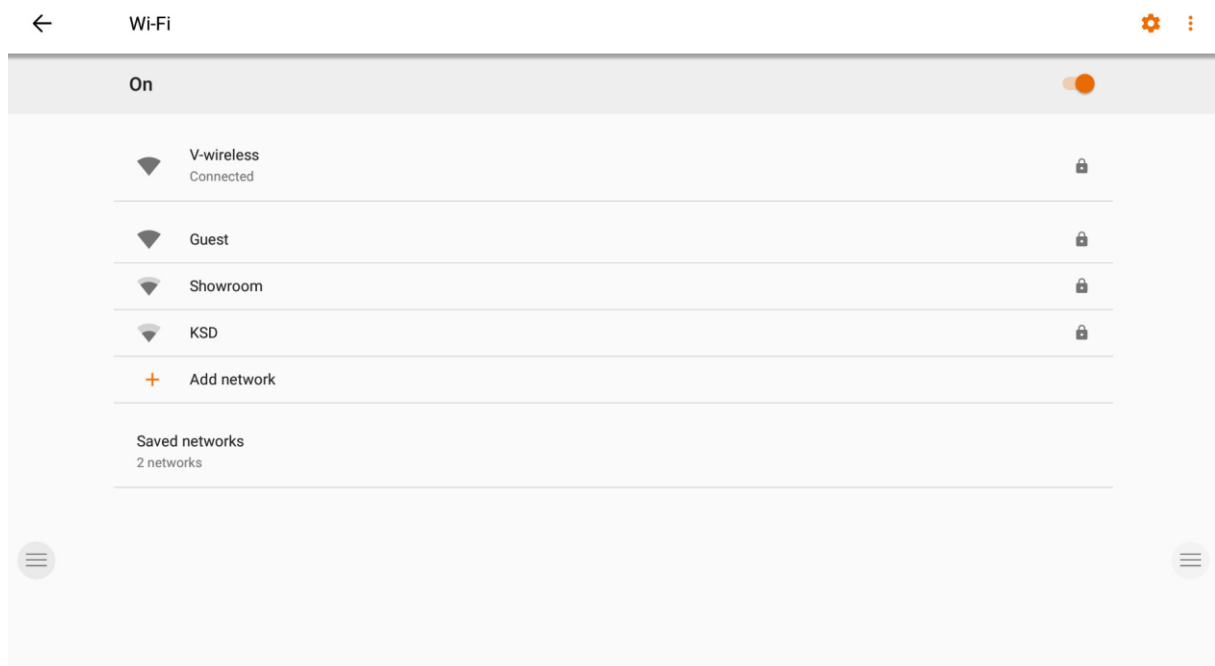 Wi-Fi
On
V-wireless
Connected
Guest
Showroom
KSD
Add network
Saved networks
2 networks